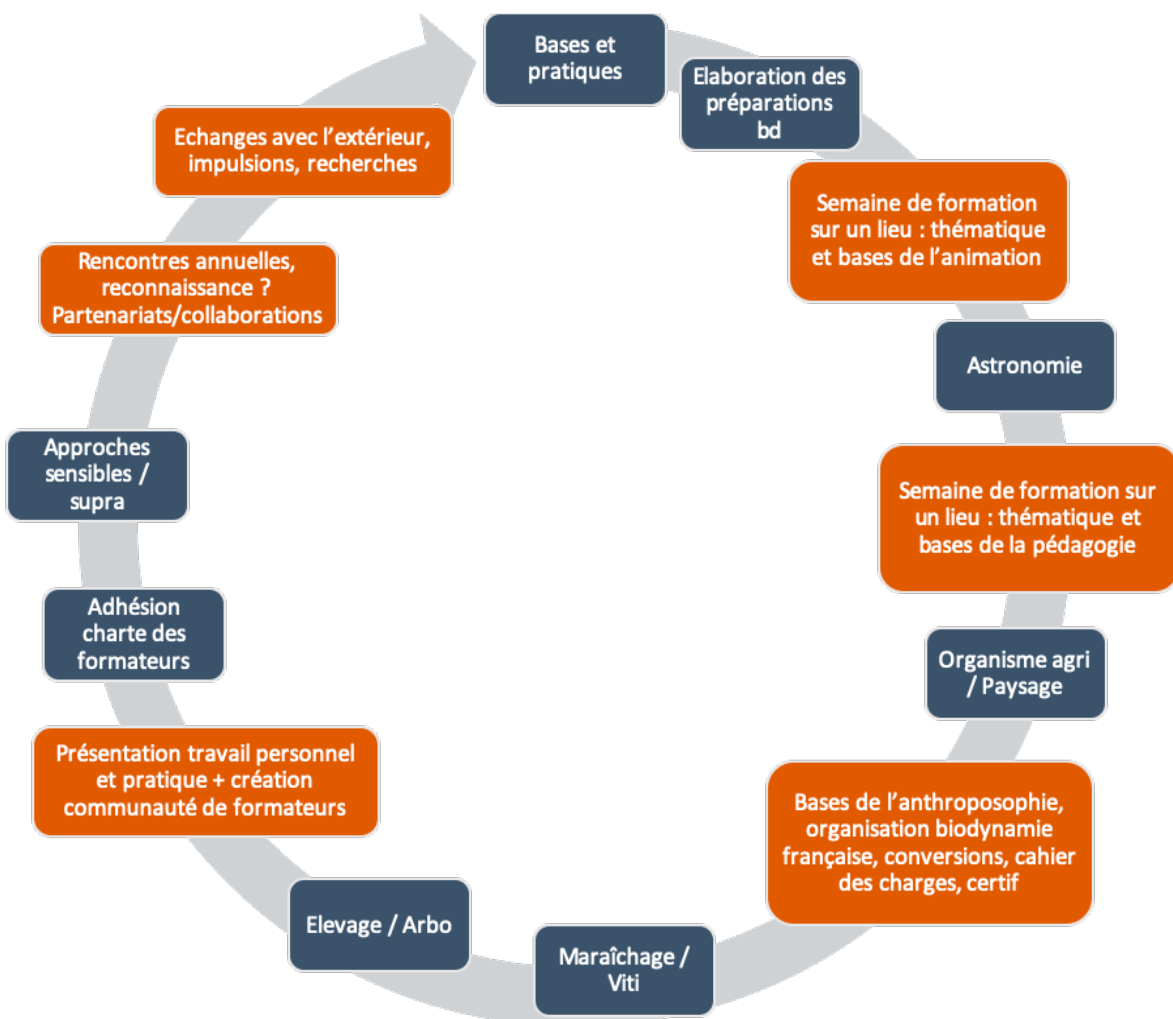 Bases et
pratiques
Elaboration des
préparations
bd
Semaine de formation
sur un lieu : thématique
et bases de l'animation
Astronomie
Semaine de formation sur
un lieu : thématique et
bases de la pédagogie
Organisme agri
/ Paysage
Bases de l'anthroposophie,
organisation biodynamie
française, conversions, cahier
des charges, certif
Maraîchage /
Viti
Elevage / Arbo
Présentation travail personnel
et pratique + création
communauté de formateurs
Adhésion
charte des
formateurs
Approches
sensibles /
supra
Rencontres annuelles,
reconnaissance ?
Partenariats/collaborations
Echanges avec l'extérieur,
impulsions, recherches